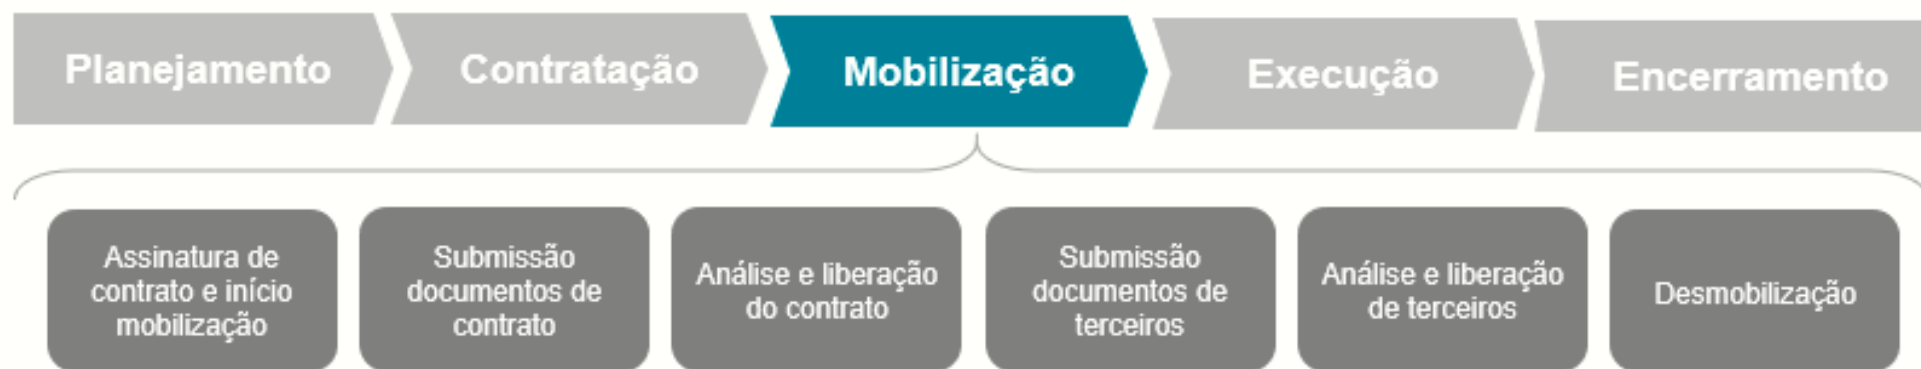 Planejamento
Contratação
Mobilização
Execução
Encerramento
Assinatura de
contrato e início
mobilização
Submissão
documentos de
contrato
Análise e liberação
do contrato
Submissão
documentos de
terceiros
Análise e liberação
de terceiros
Desmobilização